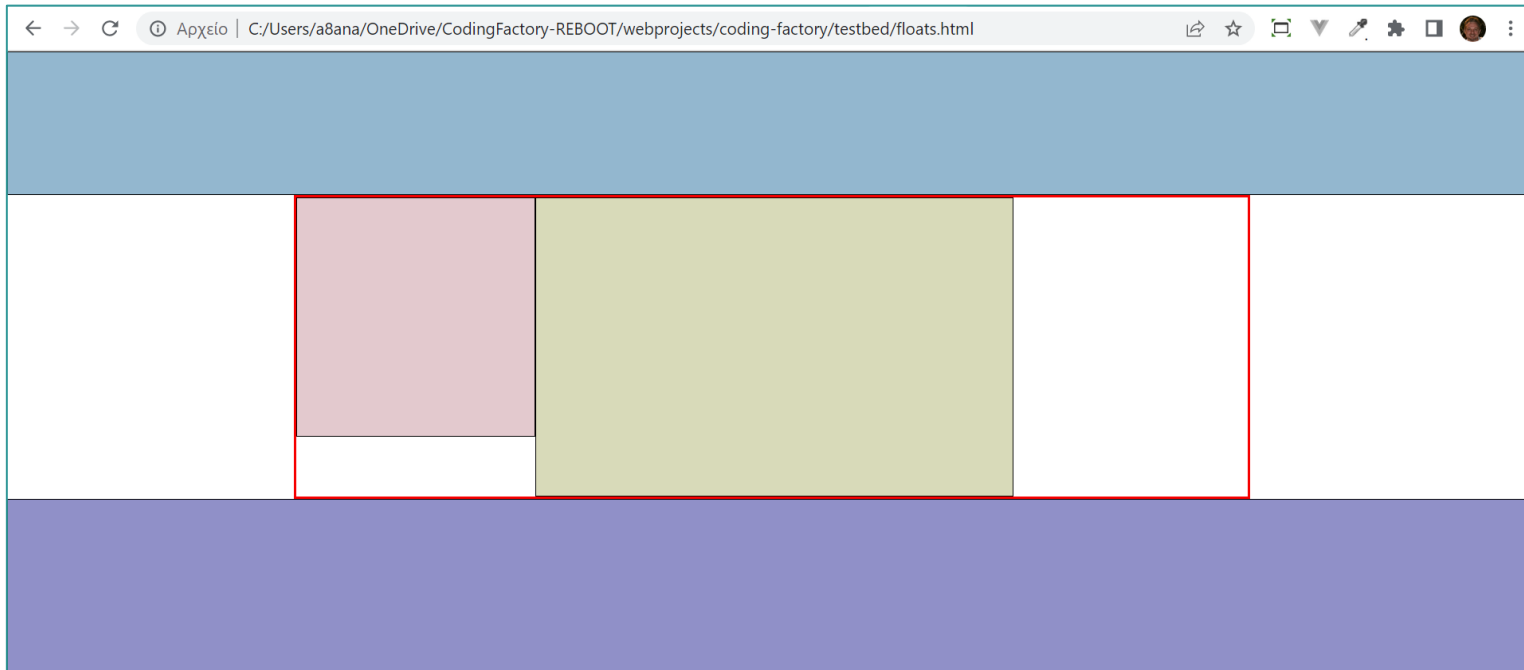 Αρχείο | C:/Users/a8ana/OneDrive/CodingFactory-REBOOT/webprojects/coding-factory/testbed/floats.html